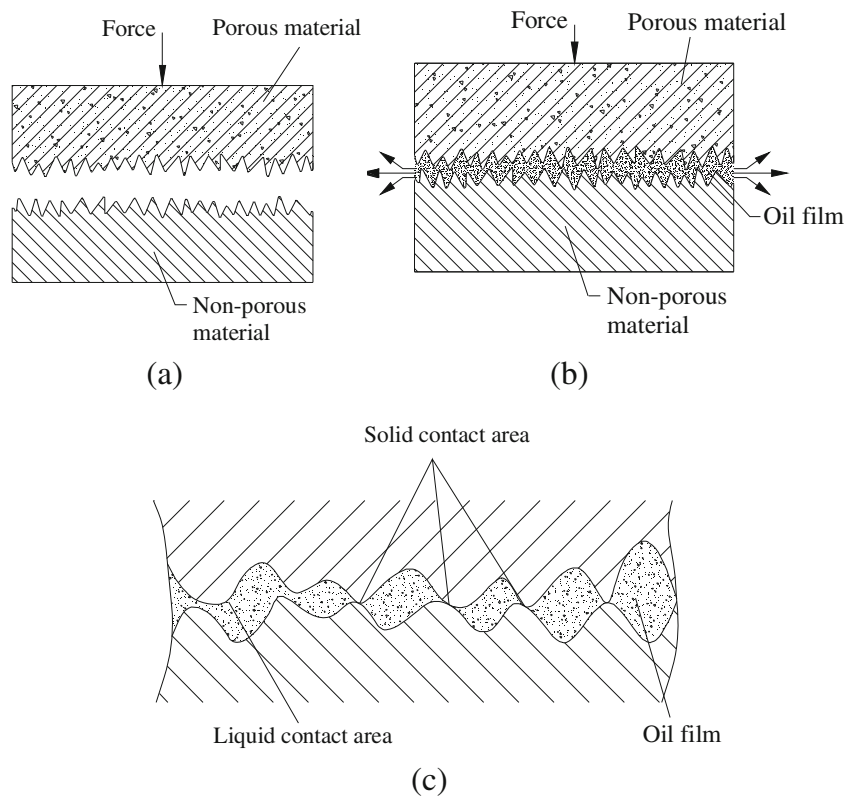 Force
Porous material
Non-porous
material
(a)
Force
Porous material
Oil film
Non-porous
material
(b)
Solid contact area
Liquid contact area
Oil film
(c)